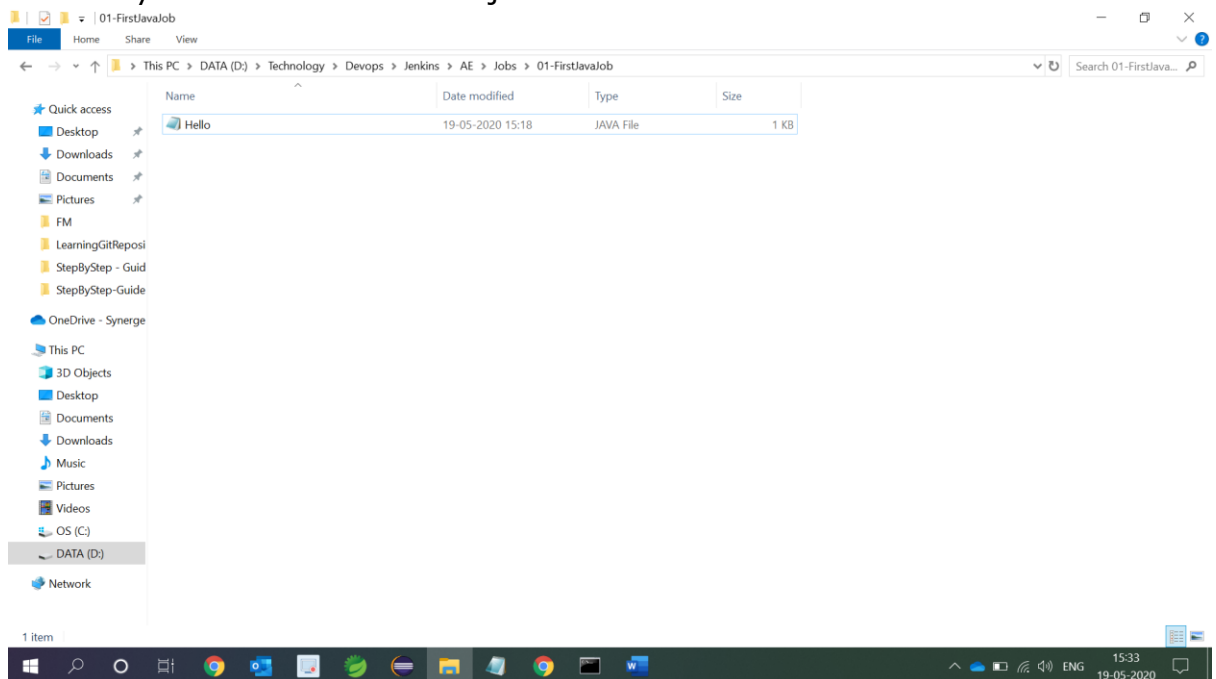 01-FirstJavaJob
File Home Share View
This PC > DATA (D:) > Technology > Devops > Jenkins > AE > Jobs > 01-FirstJavaJob
Search 01-FirstJava...
Name Date modified Type Size
Hello 19-05-2020 15:18 JAVA File 1 KB
Quick access
Desktop
Downloads
Documents
Pictures
FM
LearningGitReposi
StepByStep - Guid
StepByStep-Guide
OneDrive - Synerge
This PC
3D Objects
Desktop
Documents
Downloads
Music
Pictures
Videos
OS (C:)
DATA (D:)
Network
1 item
ENG 15:33
19-05-2020